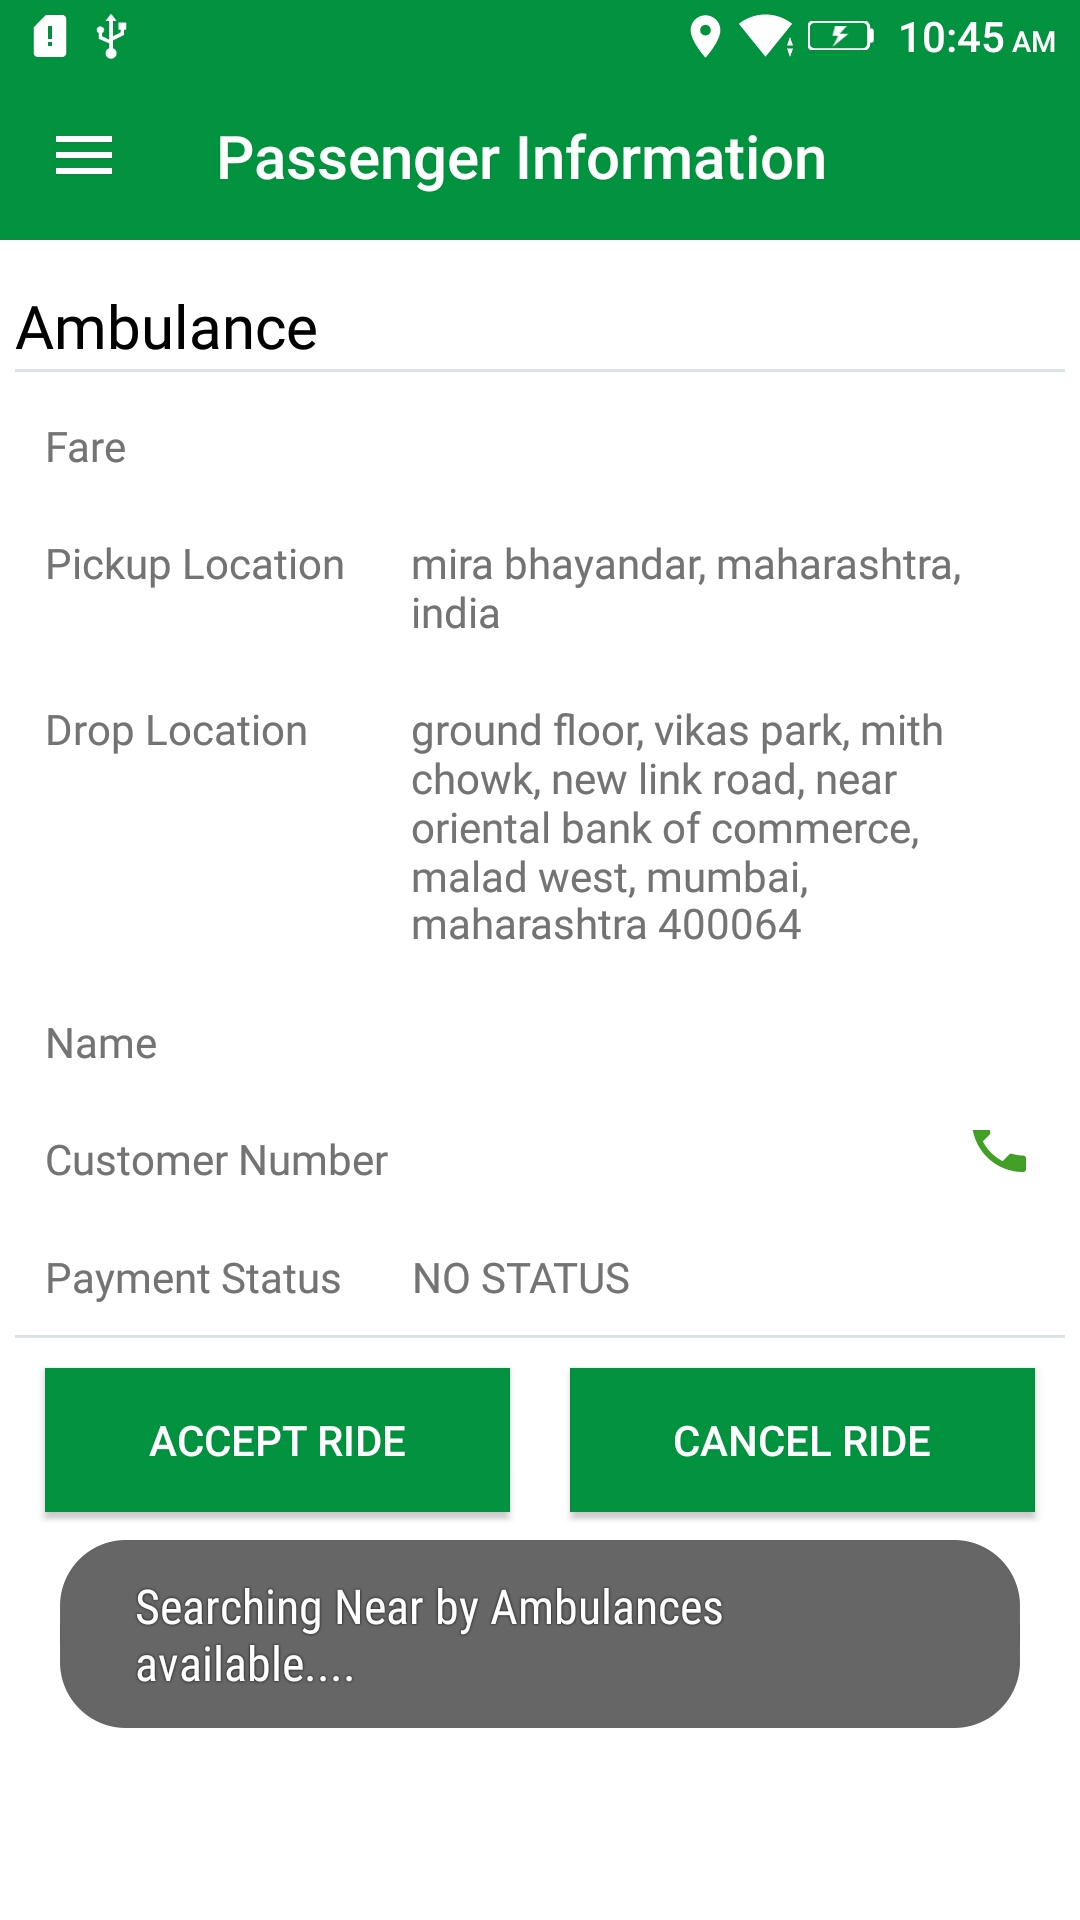 10:45 AM
Passenger Information
Ambulance
Fare
Pickup Location
mira bhayandar, maharashtra,
india
Drop Location
ground floor, vikas park, mith
chowk, new link road, near
oriental bank of commerce,
malad west, mumbai,
maharashtra 400064
Name
Customer Number
Payment Status
NO STATUS
ACCEPT RIDE
CANCEL RIDE
Searching Near by Ambulances
available....